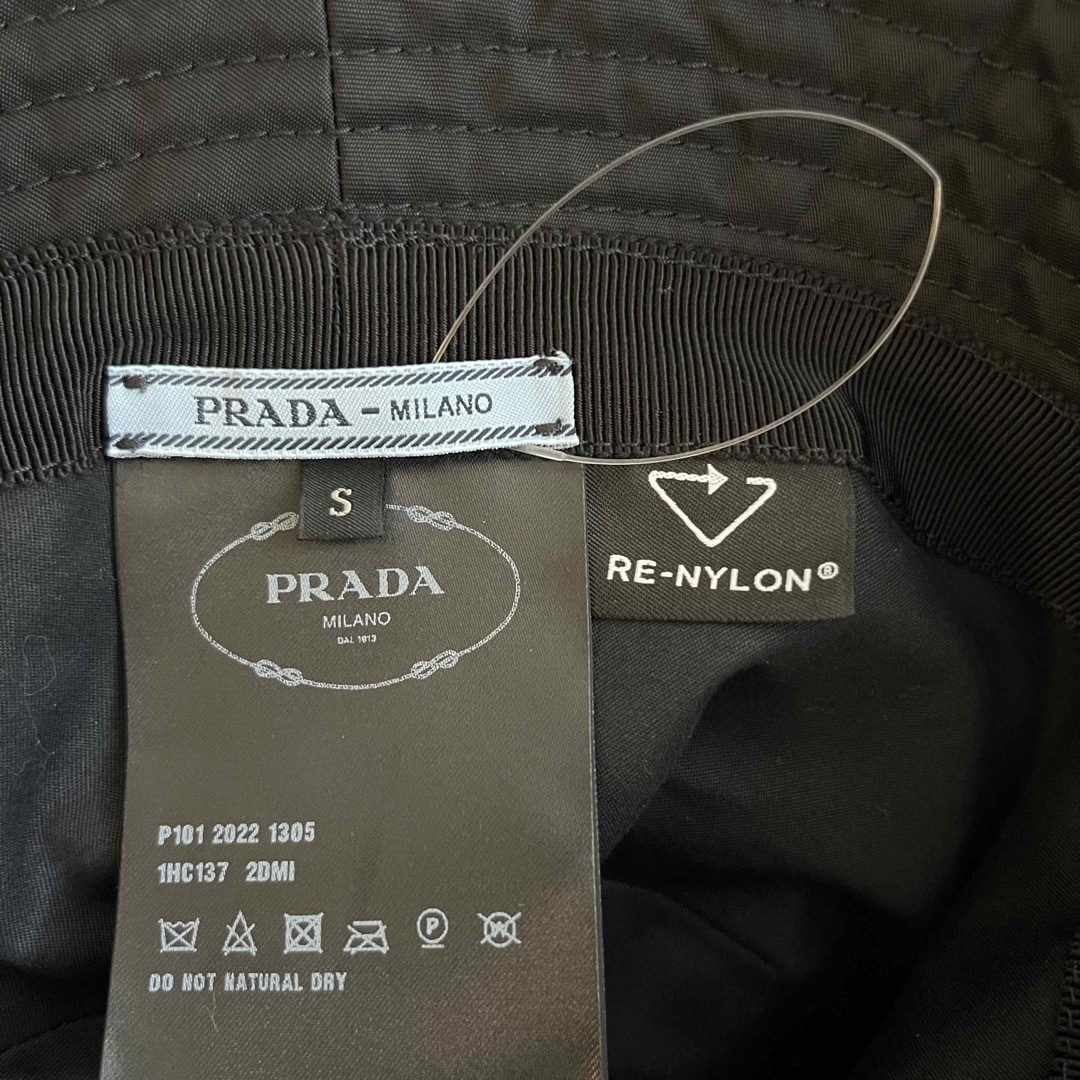 PRADA - MILANO
S
PRADA
MILANO
DAL 1913
RE-NYLON®
P101 2022 1305
1HC137 2DMI
P
W
DO NOT NATURAL DRY